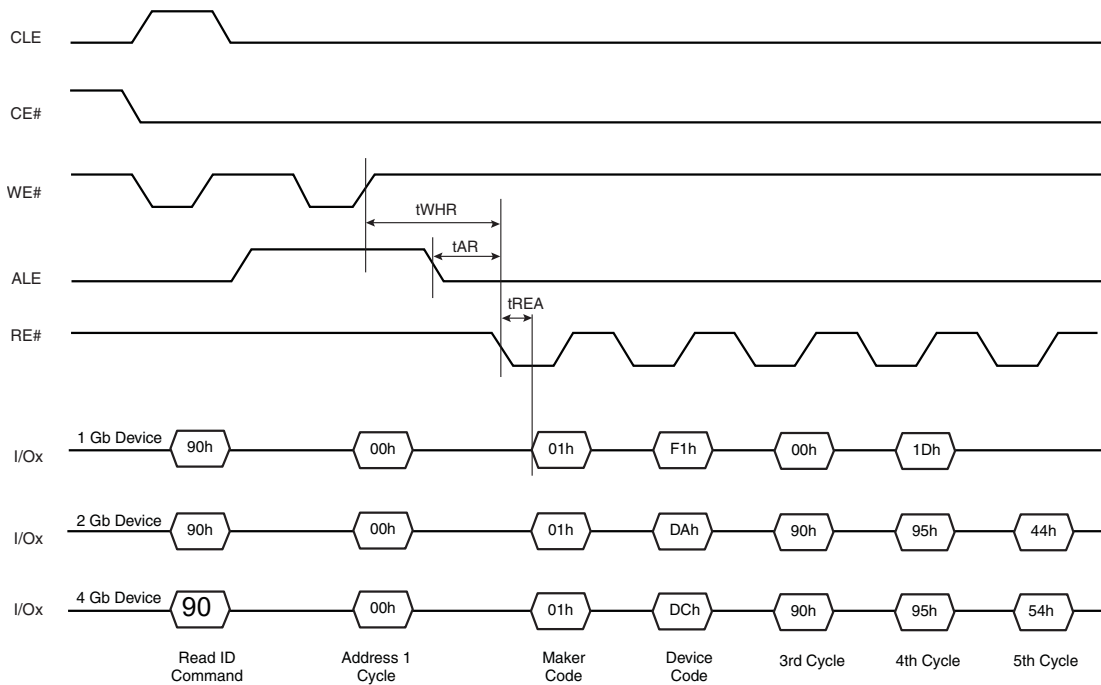 CLE
CE#
WE#
tWHR
tAR
ALE
tREA
RE#
1 Gb Device
I/Ox 90h 00h 01h F1h 00h 1Dh
2 Gb Device
I/Ox 90h 00h 01h DAh 90h 95h 44h
4 Gb Device
I/Ox 90 00h 01h DCh 90h 95h 54h
Read ID Address 1 Maker Device 3rd Cycle 4th Cycle 5th Cycle
Command Cycle Code Code